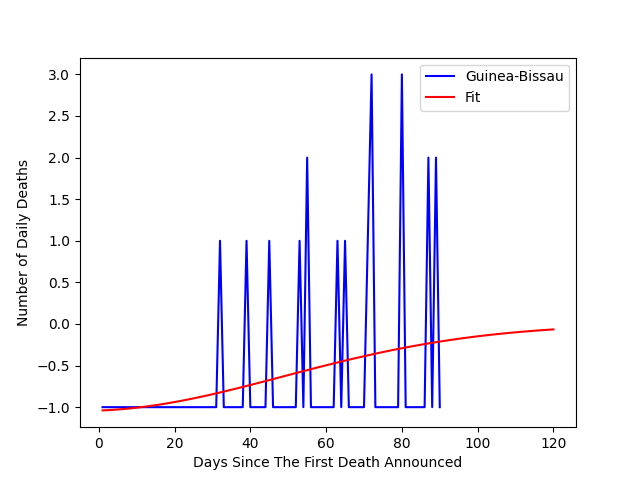 Guinea-Bissau
Fit
3.0
2.5
2.0
1.5
1.0
0.5
0.0
−0.5
−1.0
Number of Daily Deaths
0 20 40 60 80 100 120
Days Since The First Death Announced